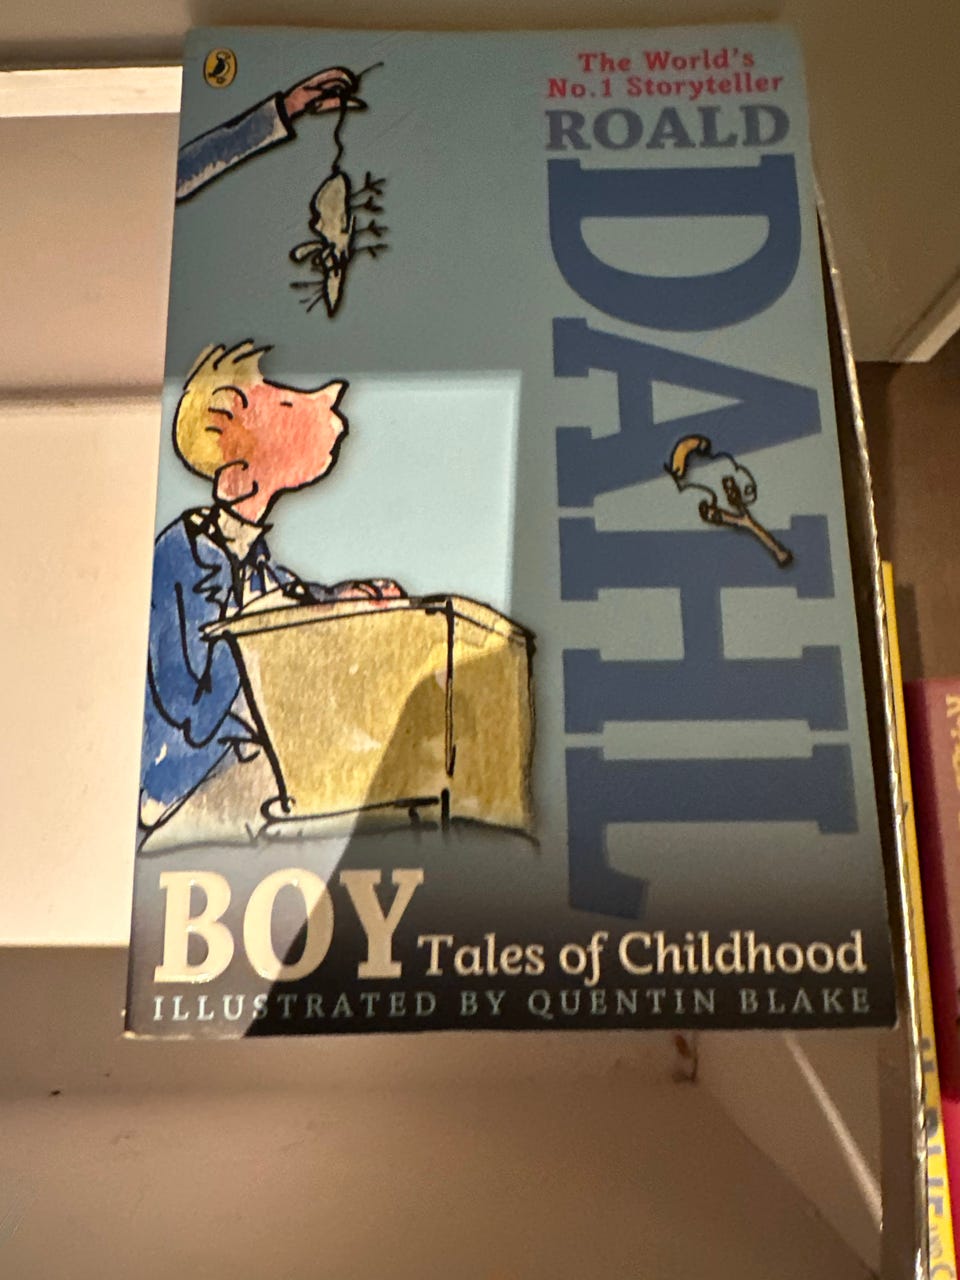 The World's
No.1 Storyteller
ROALD
DAHL
BOY Tales of Childhood
ILLUSTRATED BY QUENTIN BLAKE